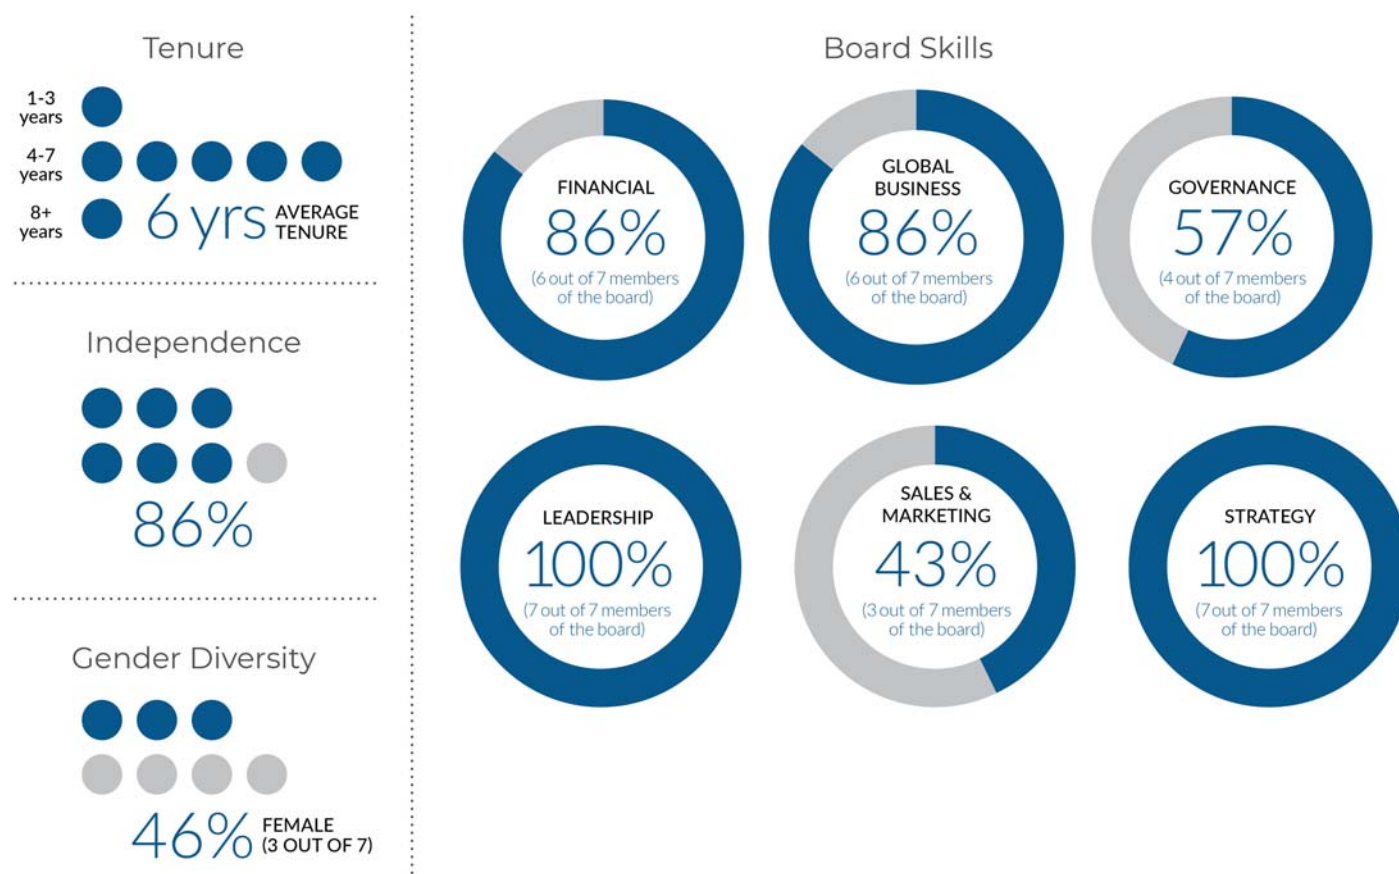 Tenure
1-3
years
4-7
years
8+
years
6 yrs
AVERAGE
TENURE
Independence
86%
Gender Diversity
46%
FEMALE
(3 OUT OF 7)
Board Skills
FINANCIAL
86%
(6 out of 7 members
of the board)
GLOBAL
BUSINESS
86%
(6 out of 7 members
of the board)
GOVERNANCE
57%
(4 out of 7 members
of the board)
LEADERSHIP
100%
(7 out of 7 members
of the board)
SALES &
MARKETING
43%
(3 out of 7 members
of the board)
STRATEGY
100%
(7 out of 7 members
of the board)